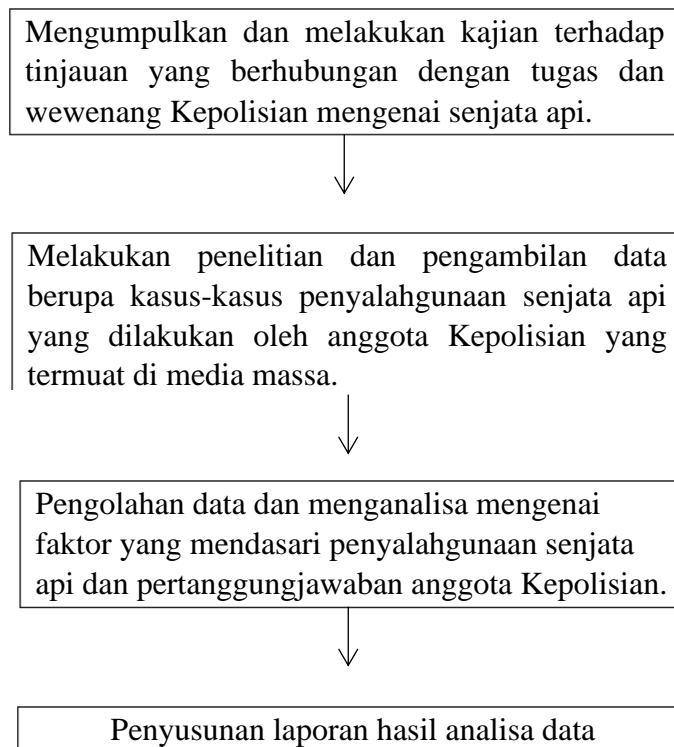 Mengumpulkan dan melakukan kajian terhadap
tinjauan yang berhubungan dengan tugas dan
wewenang Kepolisian mengenai senjata api.
Melakukan penelitian dan pengambilan data
berupa kasus-kasus penyalahgunaan senjata api
yang dilakukan oleh anggota Kepolisian yang
termuat di media massa.
Pengolahan data dan menganalisa mengenai
faktor yang mendasari penyalahgunaan senjata
api dan pertanggungjawaban anggota Kepolisian.
Penyusunan laporan hasil analisa data